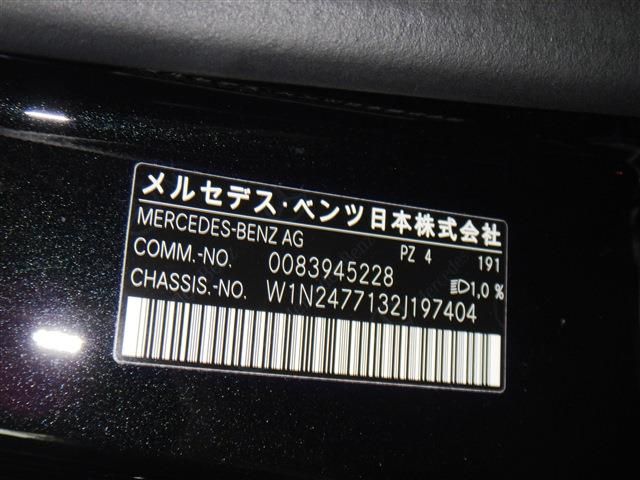 メルセデス・ベンツ日本株式会社
MERCEDES-BENZ AG PZ 4 191
COMM.-NO. 0083945228 1,0 %
CHASSIS.-NO. W1N2477132J197404